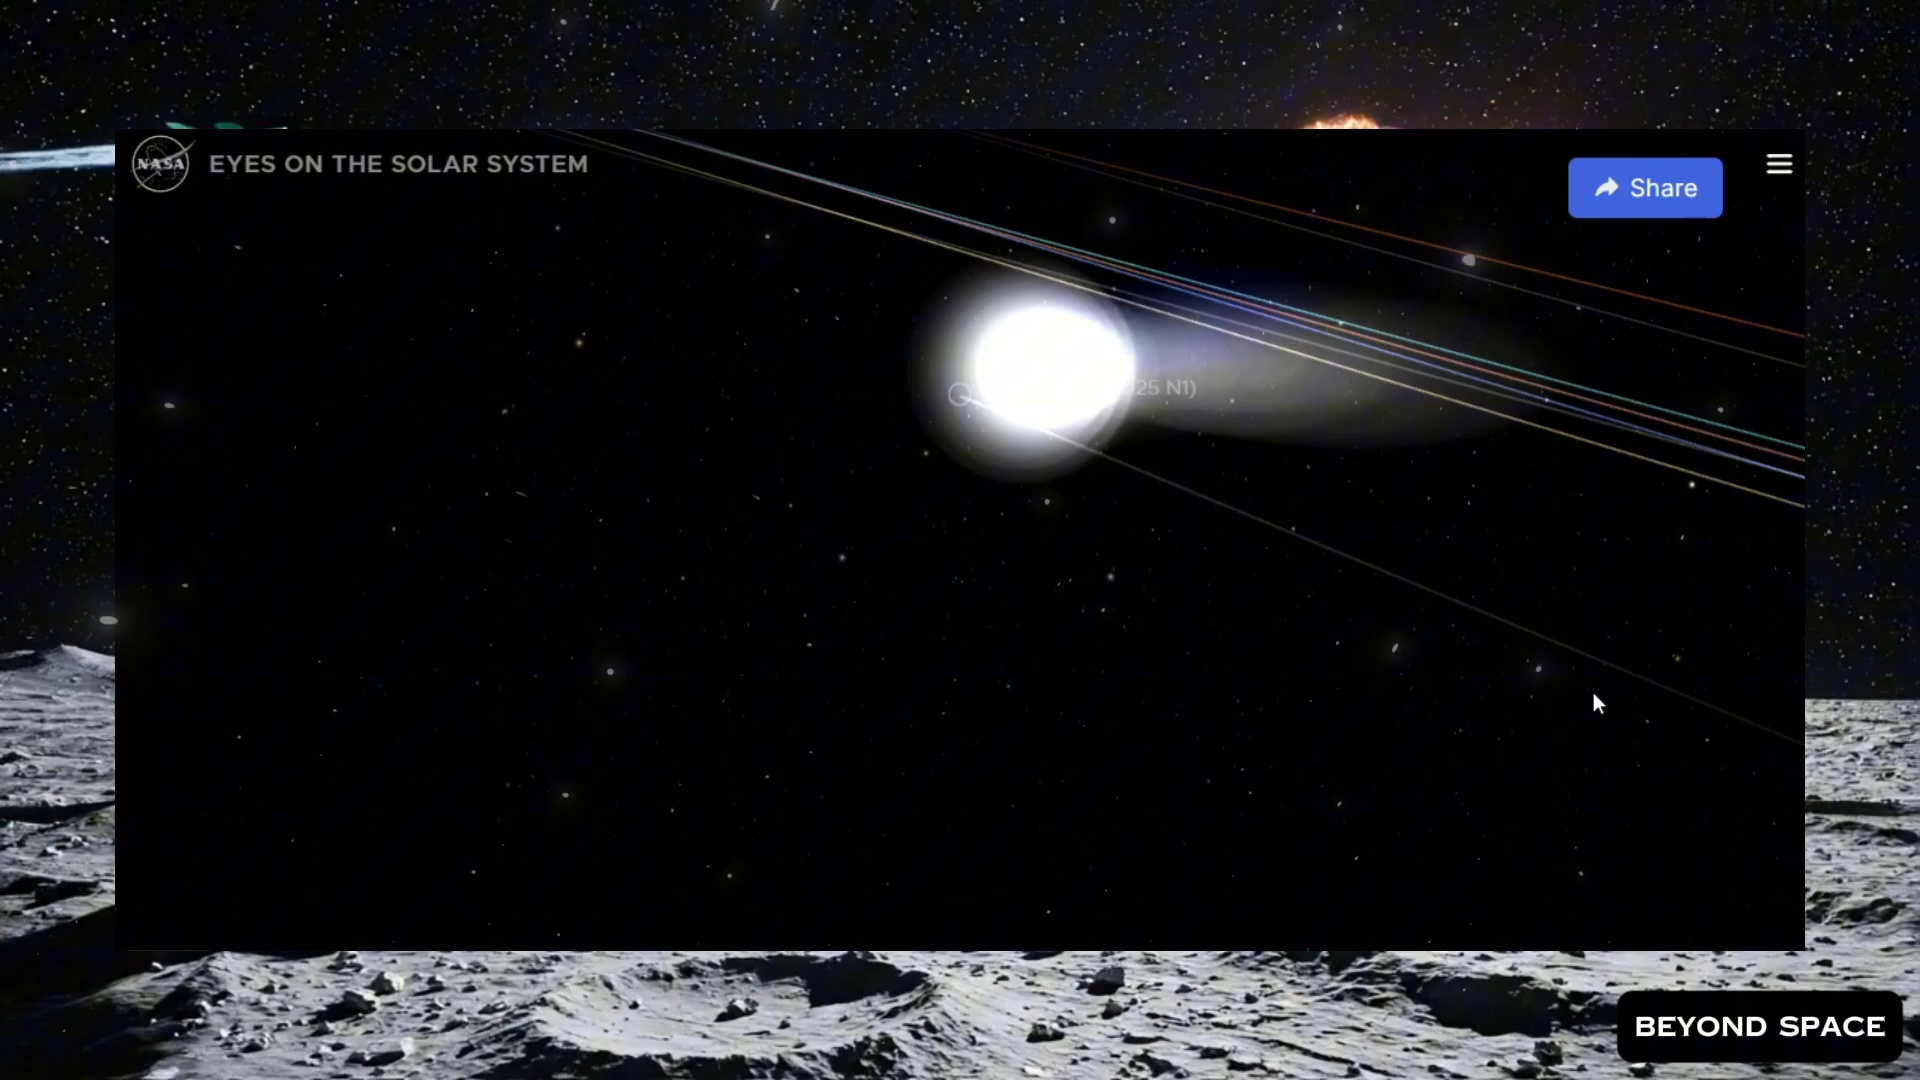 NASA
EYES ON THE SOLAR SYSTEM
Share
25 N1)
BEYOND SPACE